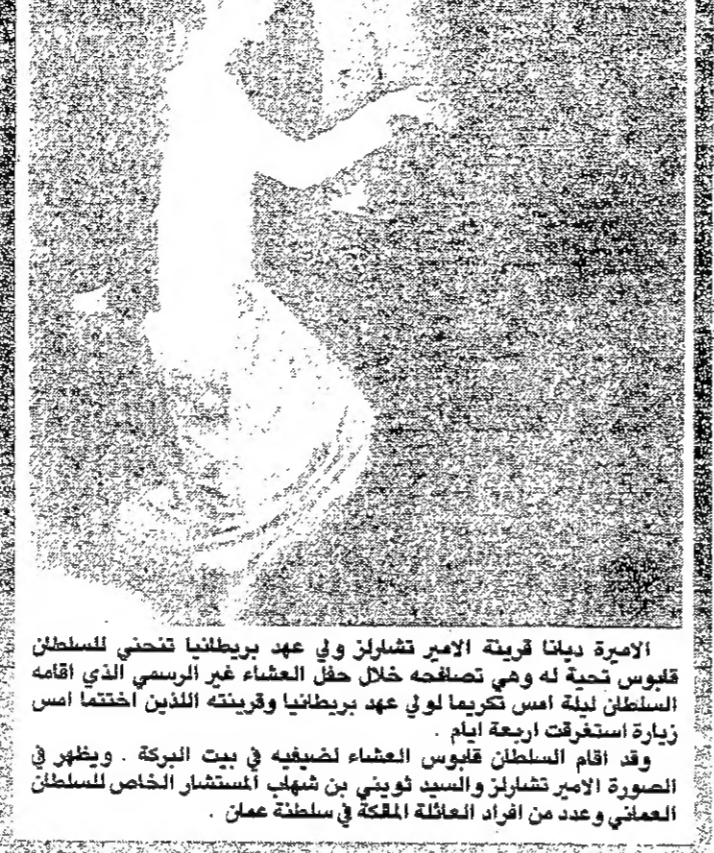 الاميرة ديانا قرينة الامير تشارلز ولي عهد بريطانيا تنحني للسلطان
قابوس تحية له وهي تصافحه خلال حفل العشاء غير الرسمي الذي اقامه
السلطان ليلة امس تكريما لولي عهد بريطانيا وقرينته اللذين اختتما امس
زيارة استغرقت اربعة ايام .
وقد اقام السلطان قابوس العشاء لضيفيه في بيت البركة . ويظهر في
الصورة الامير تشارلز والسيد ثويني بن شهاب المستشار الخاص للسلطان
العماني وعدد من افراد العائلة المالكة في سلطنة عمان .